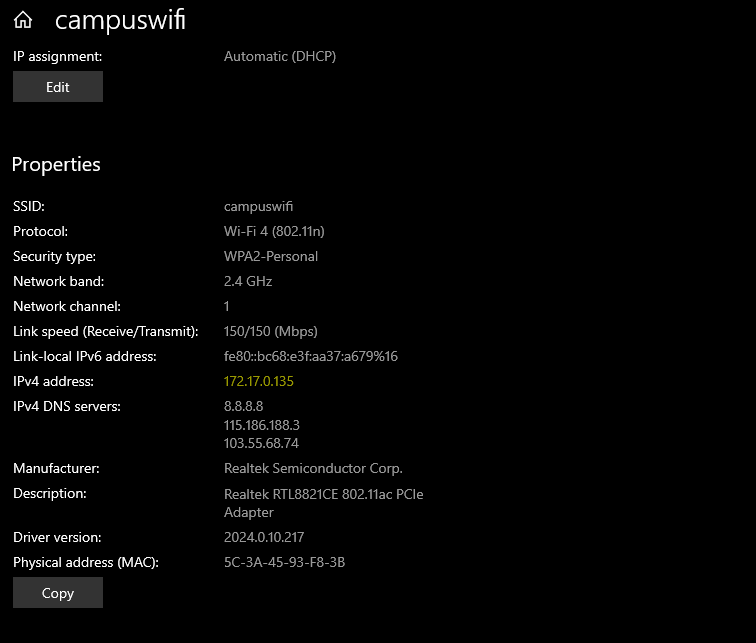 campuswifi
IP assignment: Automatic (DHCP)
Edit
Properties
SSID: campuswifi
Protocol: Wi-Fi 4 (802.11n)
Security type: WPA2-Personal
Network band: 2.4 GHz
Network channel: 1
Link speed (Receive/Transmit): 150/150 (Mbps)
Link-local IPv6 address: fe80::bc68:e3f:aa37:a679%16
IPv4 address: 172.17.0.135
IPv4 DNS servers: 8.8.8.8
115.186.188.3
103.55.68.74
Manufacturer: Realtek Semiconductor Corp.
Description: Realtek RTL8821CE 802.11ac PCIe
Adapter
Driver version: 2024.0.10.217
Physical address (MAC): 5C-3A-45-93-F8-3B
Copy